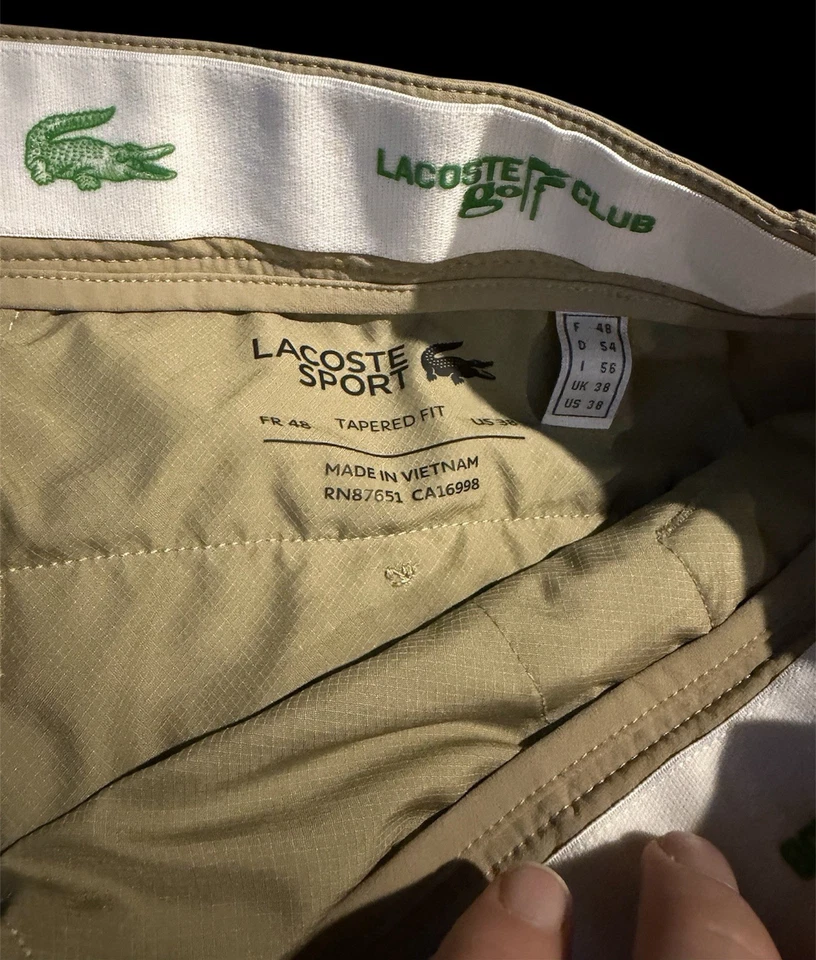 LACOSTE
golf
CLUB
LACOSTE
SPORT
FR 48 TAPERED FIT US 38
MADE IN VIETNAM
RN87651 CA16998
F 48
D 54
I 56
UK 38
US 38